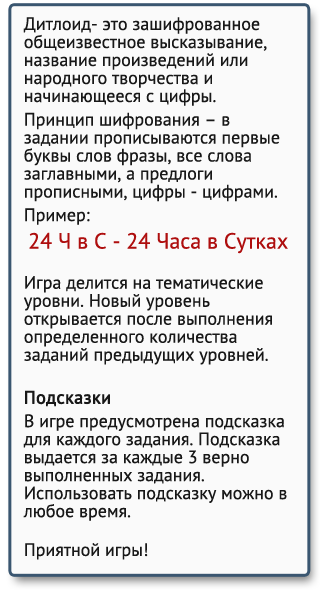 Дитлоид- это зашифрованное
общеизвестное высказывание,
название произведений или
народного творчества и
начинающееся с цифры.
Принцип шифрования – в
задании прописываются первые
буквы слов фразы, все слова
заглавными, а предлоги
прописными, цифры - цифрами.
Пример:
24 Ч в С - 24 Часа в Сутках
Игра делится на тематические
уровни. Новый уровень
открывается после выполнения
определенного количества
заданий предыдущих уровней.
Подсказки
В игре предусмотрена подсказка
для каждого задания. Подсказка
выдается за каждые 3 верно
выполненных задания.
Использовать подсказку можно в
любое время.
Приятной игры!